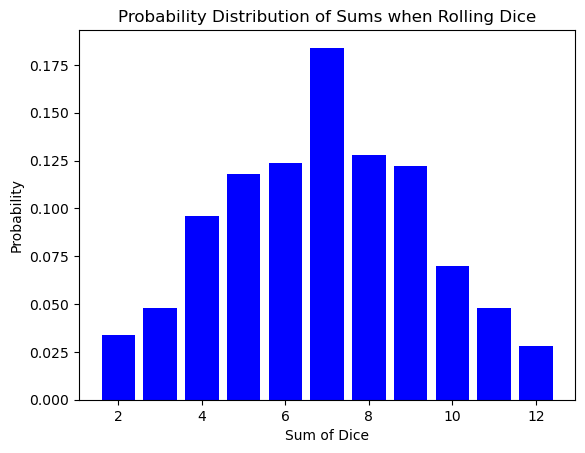 Probability Distribution of Sums when Rolling Dice
0.175
0.150
0.125
0.100
0.075
0.050
0.025
0.000
Probability
2 4 6 8 10 12
Sum of Dice